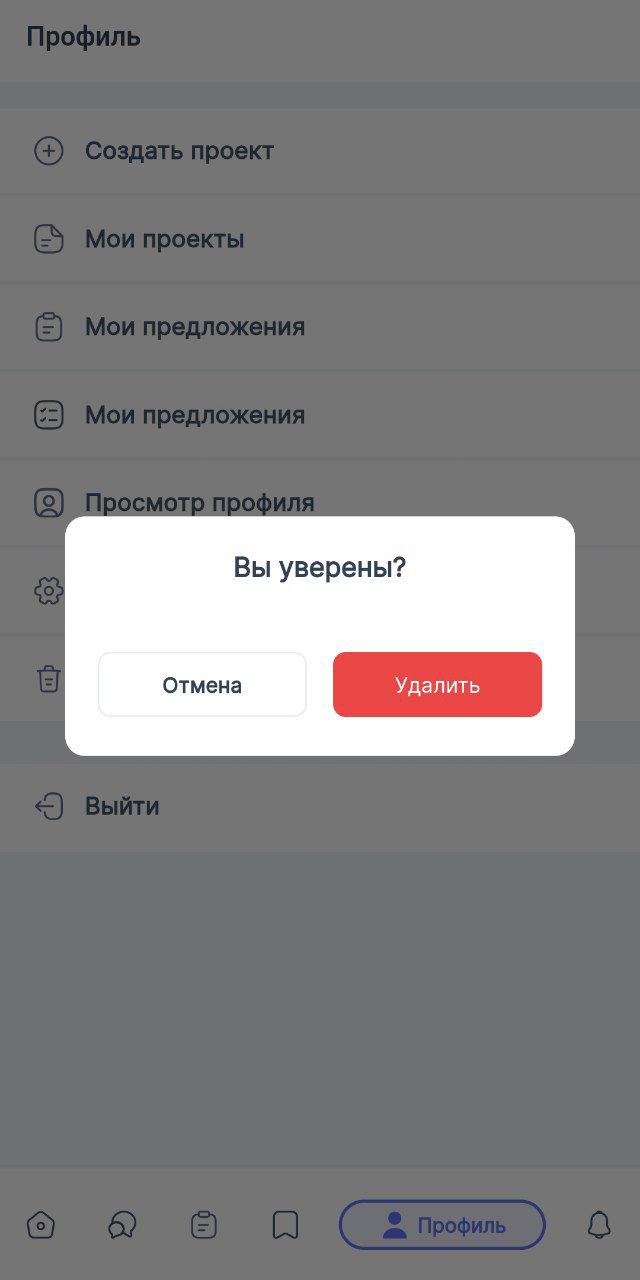 Профиль
Создать проект
Мои проекты
Мои предложения
Мои предложения
Просмотр профиля
Вы уверены?
Отмена
Удалить
Выйти
Профиль